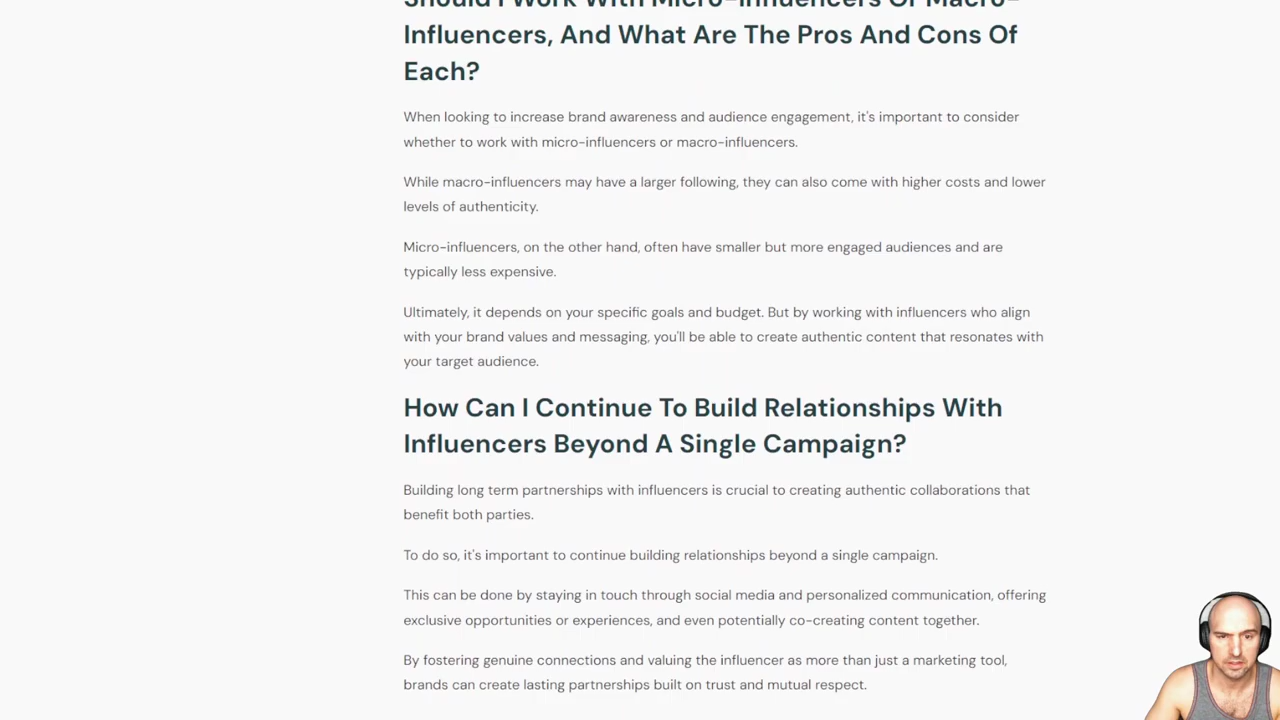 Should I Work With Micro-Influencers Or Macro-
Influencers, And What Are The Pros And Cons Of
Each?
When looking to increase brand awareness and audience engagement, it's important to consider
whether to work with micro-influencers or macro-influencers.
While macro-influencers may have a larger following, they can also come with higher costs and lower
levels of authenticity.
Micro-influencers, on the other hand, often have smaller but more engaged audiences and are
typically less expensive.
Ultimately, it depends on your specific goals and budget. But by working with influencers who align
with your brand values and messaging, you'll be able to create authentic content that resonates with
your target audience.
How Can I Continue To Build Relationships With
Influencers Beyond A Single Campaign?
Building long term partnerships with influencers is crucial to creating authentic collaborations that
benefit both parties.
To do so, it's important to continue building relationships beyond a single campaign.
This can be done by staying in touch through social media and personalized communication, offering
exclusive opportunities or experiences, and even potentially co-creating content together.
By fostering genuine connections and valuing the influencer as more than just a marketing tool,
brands can create lasting partnerships built on trust and mutual respect.